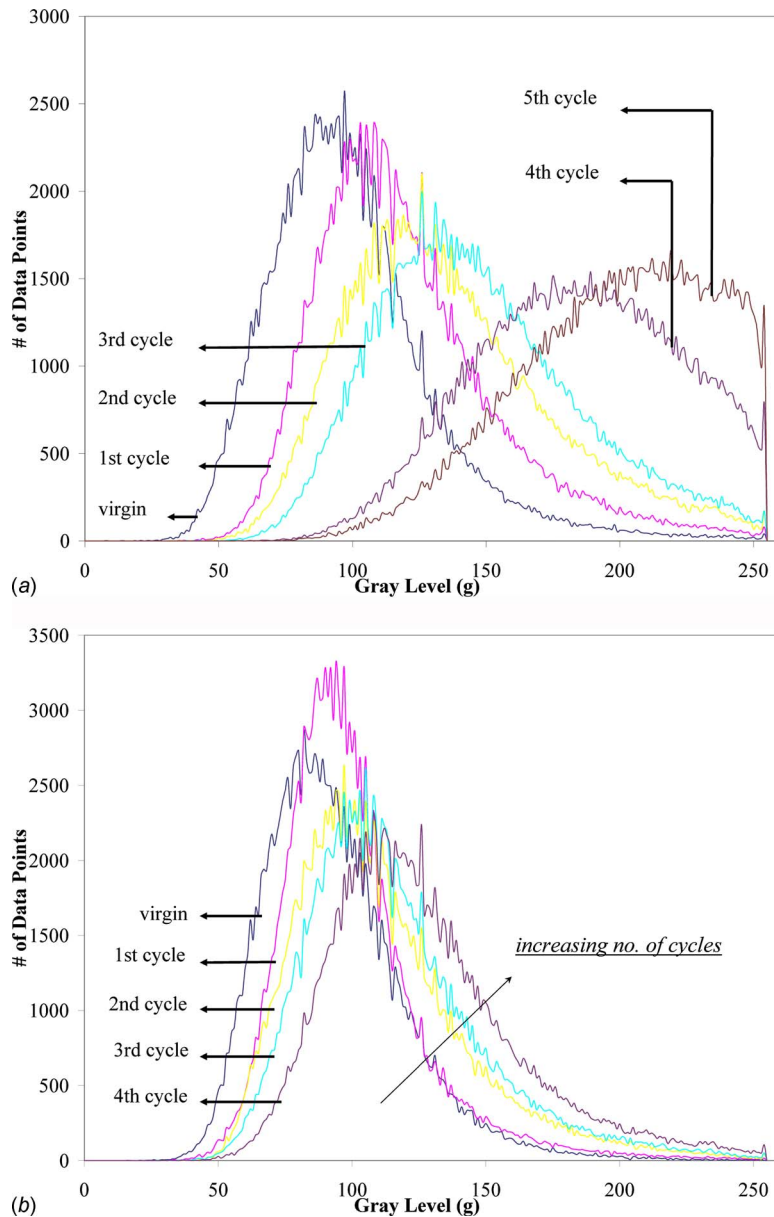 3000
2500
2000
1500
1000
500
0
# of Data Points
5th cycle
4th cycle
3rd cycle
2nd cycle
1st cycle
virgin
0 50 100 150 200 250
Gray Level (g)
(a)
3500
3000
2500
2000
1500
1000
500
0
# of Data Points
virgin
1st cycle
2nd cycle
3rd cycle
4th cycle
increasing no. of cycles
0 50 100 150 200 250
Gray Level (g)
(b)